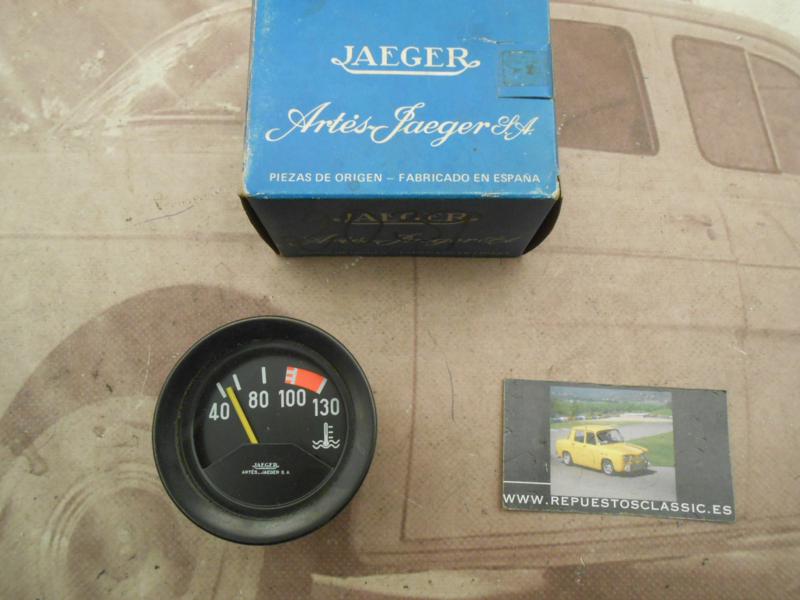 JAEGER
Artés-Jaeger S.A.
PIEZAS DE ORIGEN – FABRICADO EN ESPAÑA
JAEGER
40 80 100 130
JAEGER
ARTÉS-JAEGER S.A.
WWW.REPUESTOSCLASSIC.ES